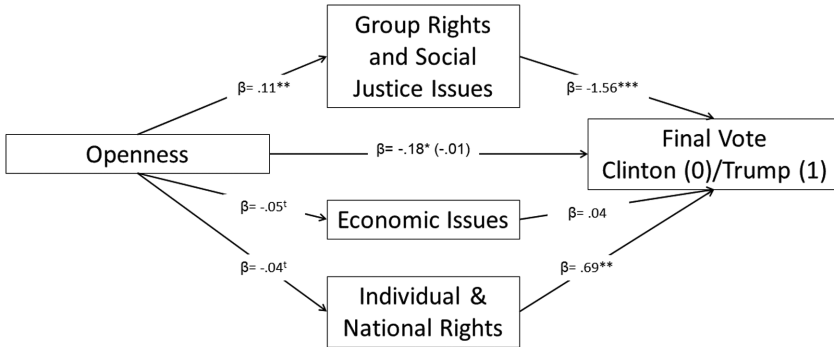 Group Rights
and Social
Justice Issues
β= .11**
β= -1.56***
Openness
β= -.18* (-.01)
Final Vote
Clinton (0)/Trump (1)
β= -.05ᵗ
Economic Issues
β= .04
β= -.04ᵗ
β= .69**
Individual &
National Rights